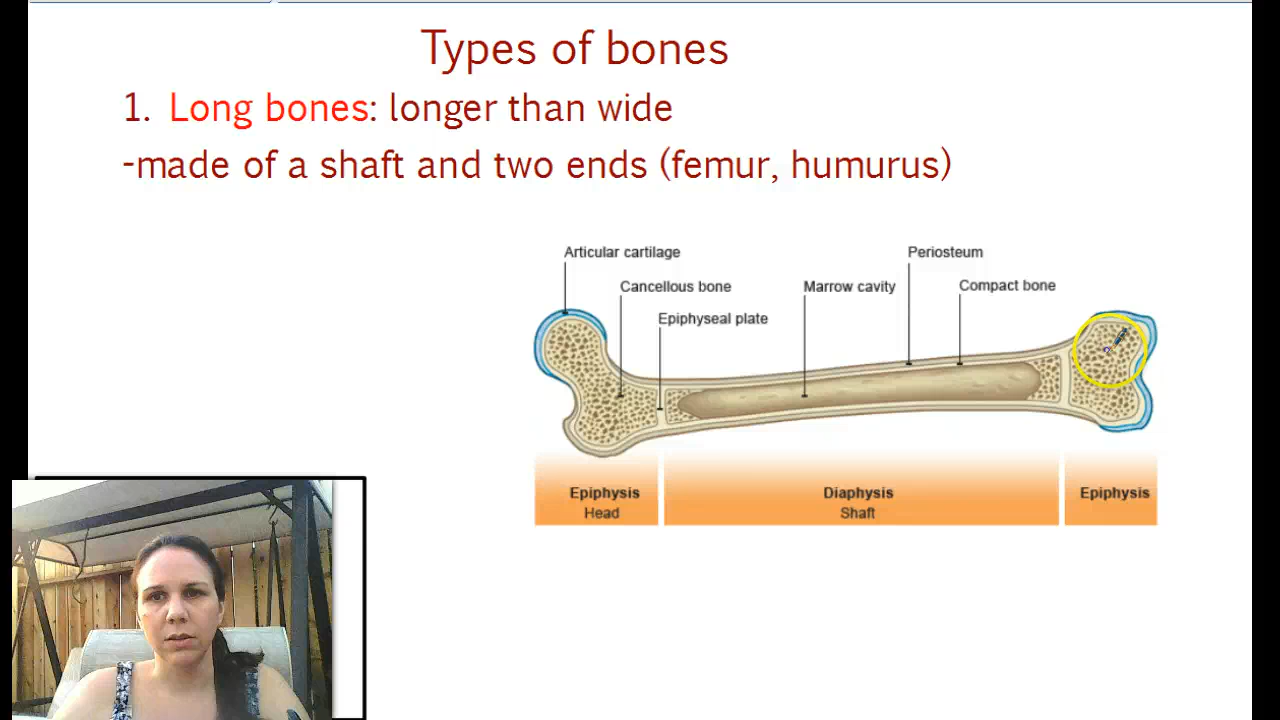 Types of bones
1. Long bones: longer than wide
-made of a shaft and two ends (femur, humurus)
Articular cartilage
Periosteum
Cancellous bone
Marrow cavity
Compact bone
Epiphyseal plate
Epiphysis
Head
Diaphysis
Shaft
Epiphysis